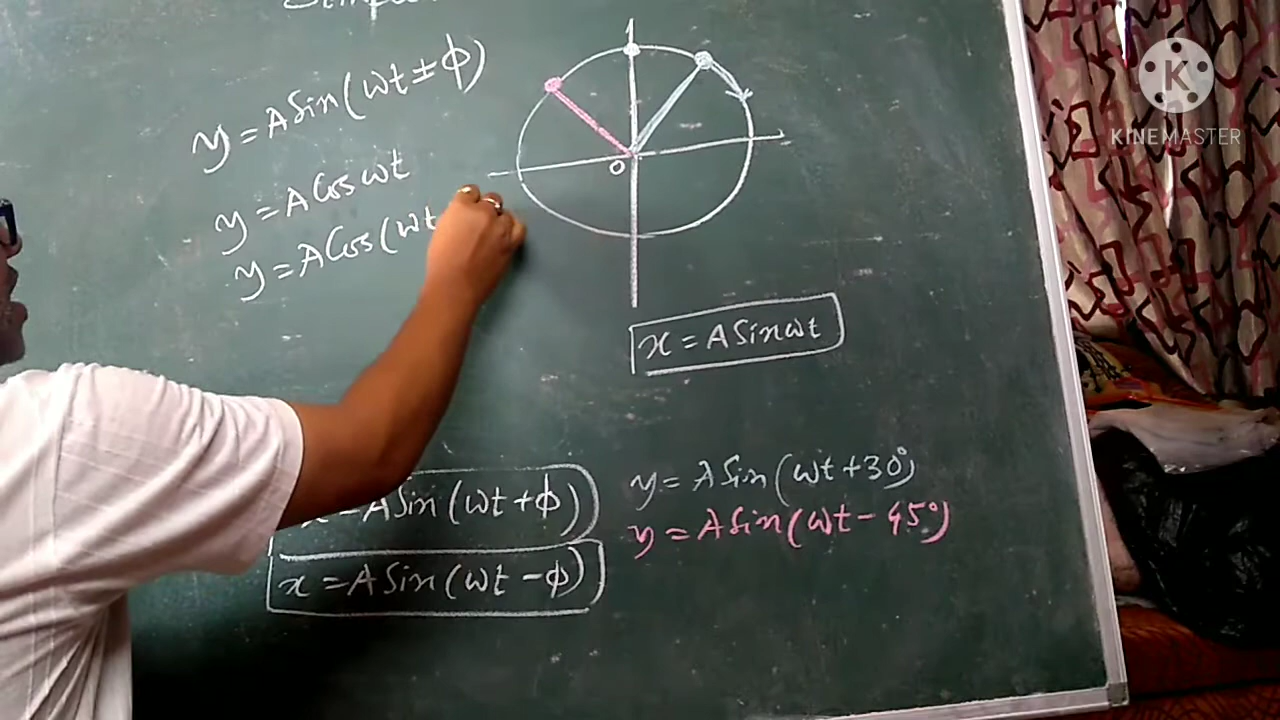 y = A Sin (ωt ± φ)
y = A Cos ωt
y = A Cos (ωt
O
x = A Sin ωt
x = A Sin (ωt + φ)
x = A Sin (ωt - φ)
y = A Sin (ωt + 30°)
y = A Sin (ωt - 45°)
K
KINEMASTER